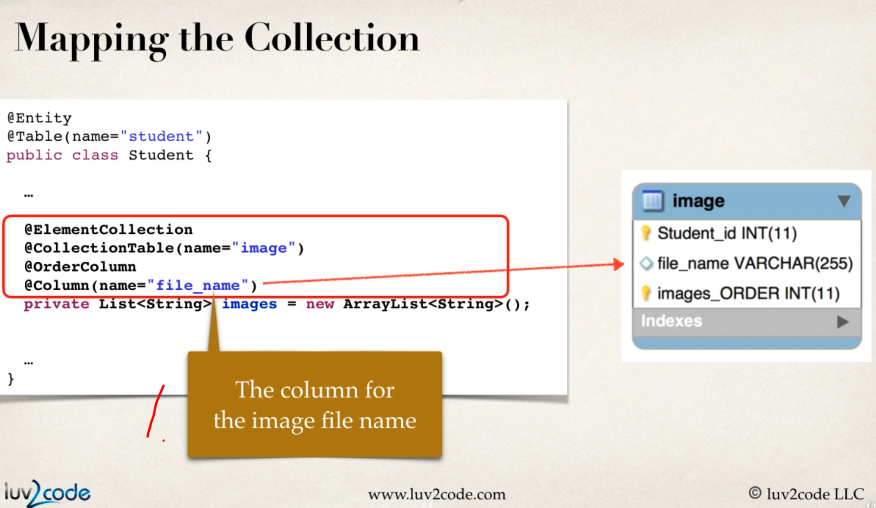 Mapping the Collection
@Entity
@Table(name="student")
public class Student {
…
@ElementCollection
@CollectionTable(name="image")
@OrderColumn
@Column(name="file_name")
private List<String> images = new ArrayList<String>();
…
}
The column for
the image file name
image
Student_id INT(11)
file_name VARCHAR(255)
images_ORDER INT(11)
Indexes
luv2code
www.luv2code.com
© luv2code LLC